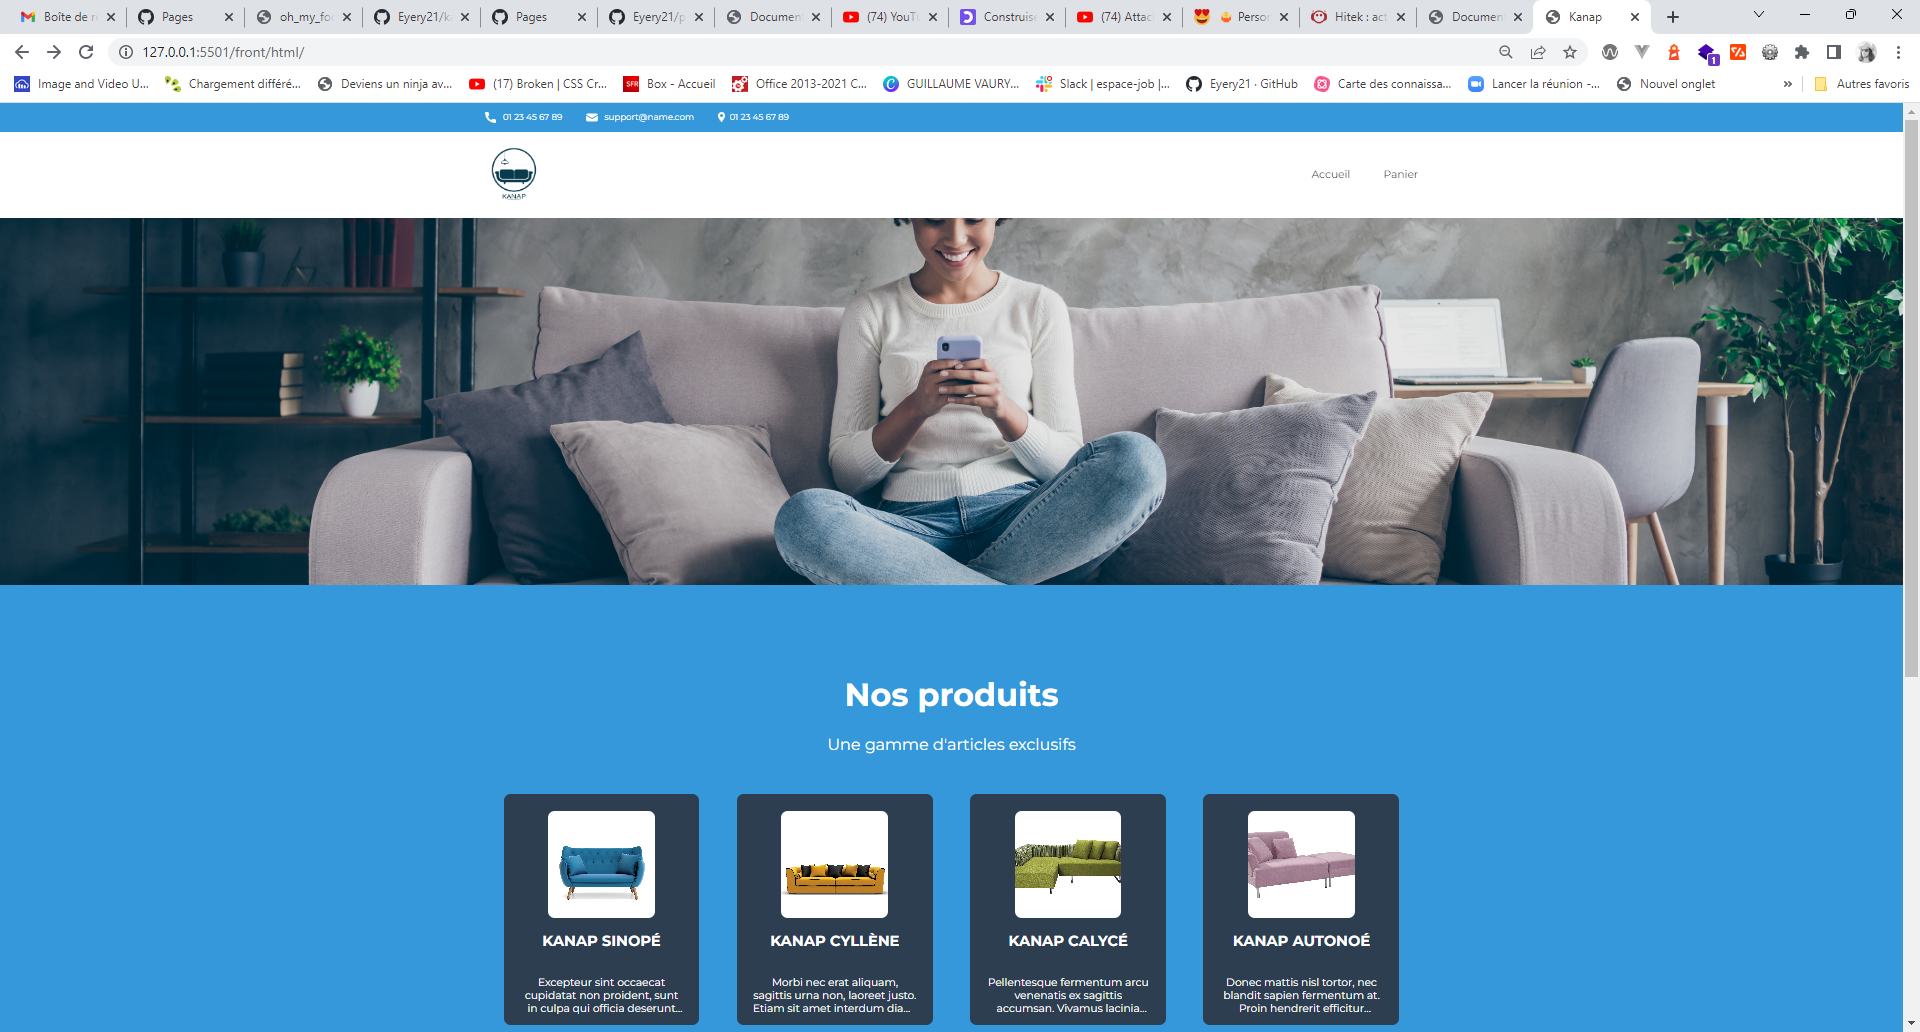 Boîte de r
Pages
oh_my_foo
Eyery21/k
Pages
Eyery21/p
Documen
(74) YouTu
Construise
(74) Attac
Perso
Hitek : act
Documen
Kanap
127.0.0.1:5501/front/html/
1
Image and Video U...
Chargement différé...
Deviens un ninja av...
(17) Broken | CSS Cr...
SFR
Box - Accueil
Office 2013-2021 C...
GUILLAUME VAURY...
Slack | espace-job |...
Eyery21 · GitHub
Carte des connaissa...
Lancer la réunion -...
Nouvel onglet
»
Autres favoris
01 23 45 67 89
support@name.com
01 23 45 67 89
KANAP
Accueil
Panier
Nos produits
Une gamme d'articles exclusifs
KANAP SINOPÉ
Excepteur sint occaecat
cupidatat non proident, sunt
in culpa qui officia deserunt...
KANAP CYLLÈNE
Morbi nec erat aliquam,
sagittis urna non, laoreet justo.
Etiam sit amet interdum dia...
KANAP CALYCÉ
Pellentesque fermentum arcu
venenatis ex sagittis
accumsan. Vivamus lacinia...
KANAP AUTONOÉ
Donec mattis nisl tortor, nec
blandit sapien fermentum at.
Proin hendrerit efficitur...